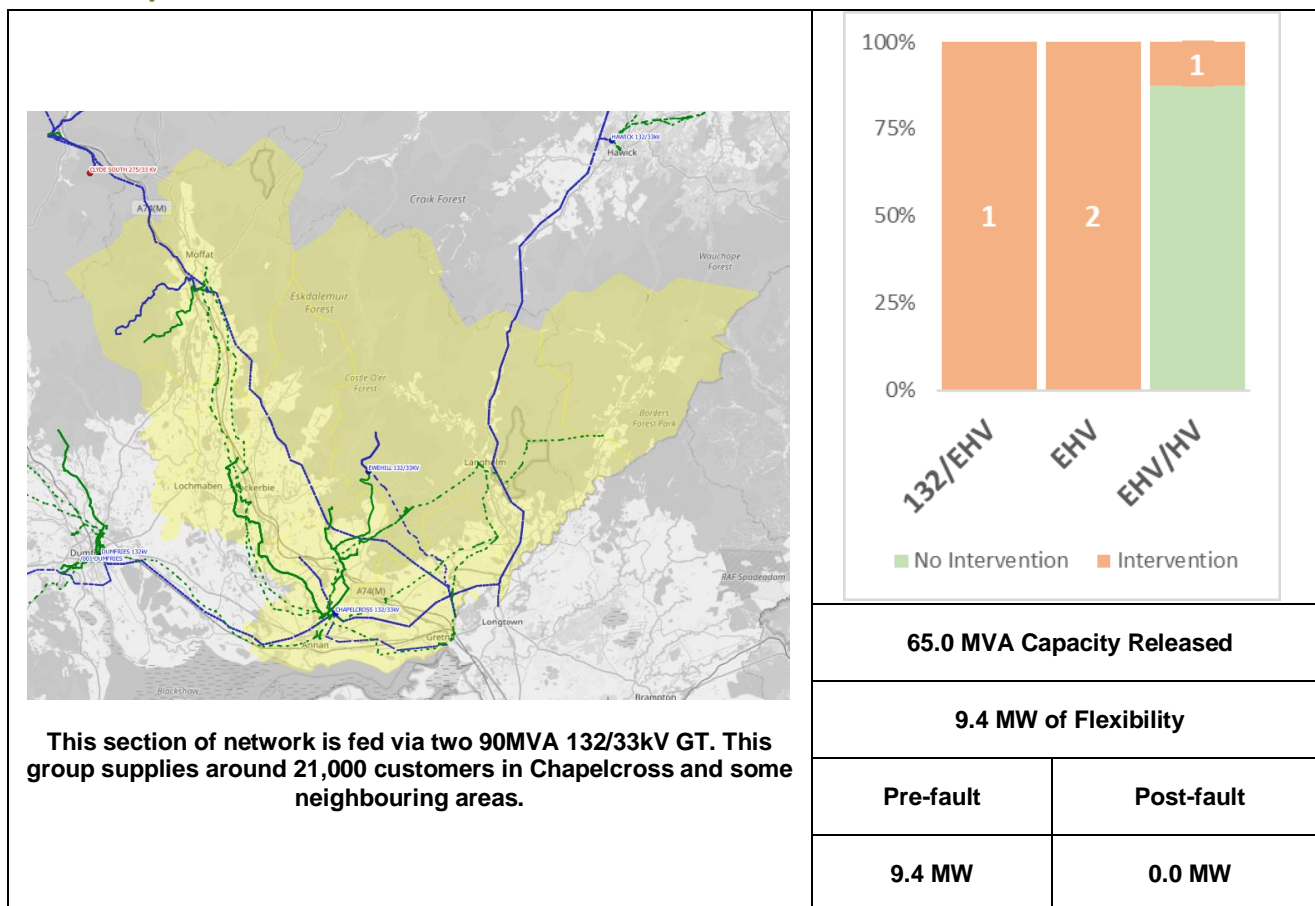 CLYDE SOUTH 275/33 KV
A74(M)
Moffat
HAWICK 132/33kV
Hawick
Craik Forest
Wauchope
Forest
Eskdalemuir
Forest
Castle O'er
Forest
Borders
Forest Park
EWEHILL 132/33KV
Langholm
Lochmaben
Lockerbie
DUMFRIES 132kV
A74(M)
CHAPELCROSS 132/33kV
RAF Spadeadam
Annan
Gretna
Longtown
Blackshaw
Brampton
This section of network is fed via two 90MVA 132/33kV GT. This
group supplies around 21,000 customers in Chapelcross and some
neighbouring areas.
100%
75%
50%
25%
0%
1
2
1
132/EHV
EHV
EHV/HV
No Intervention
Intervention
65.0 MVA Capacity Released
9.4 MW of Flexibility
Pre-fault
Post-fault
9.4 MW
0.0 MW